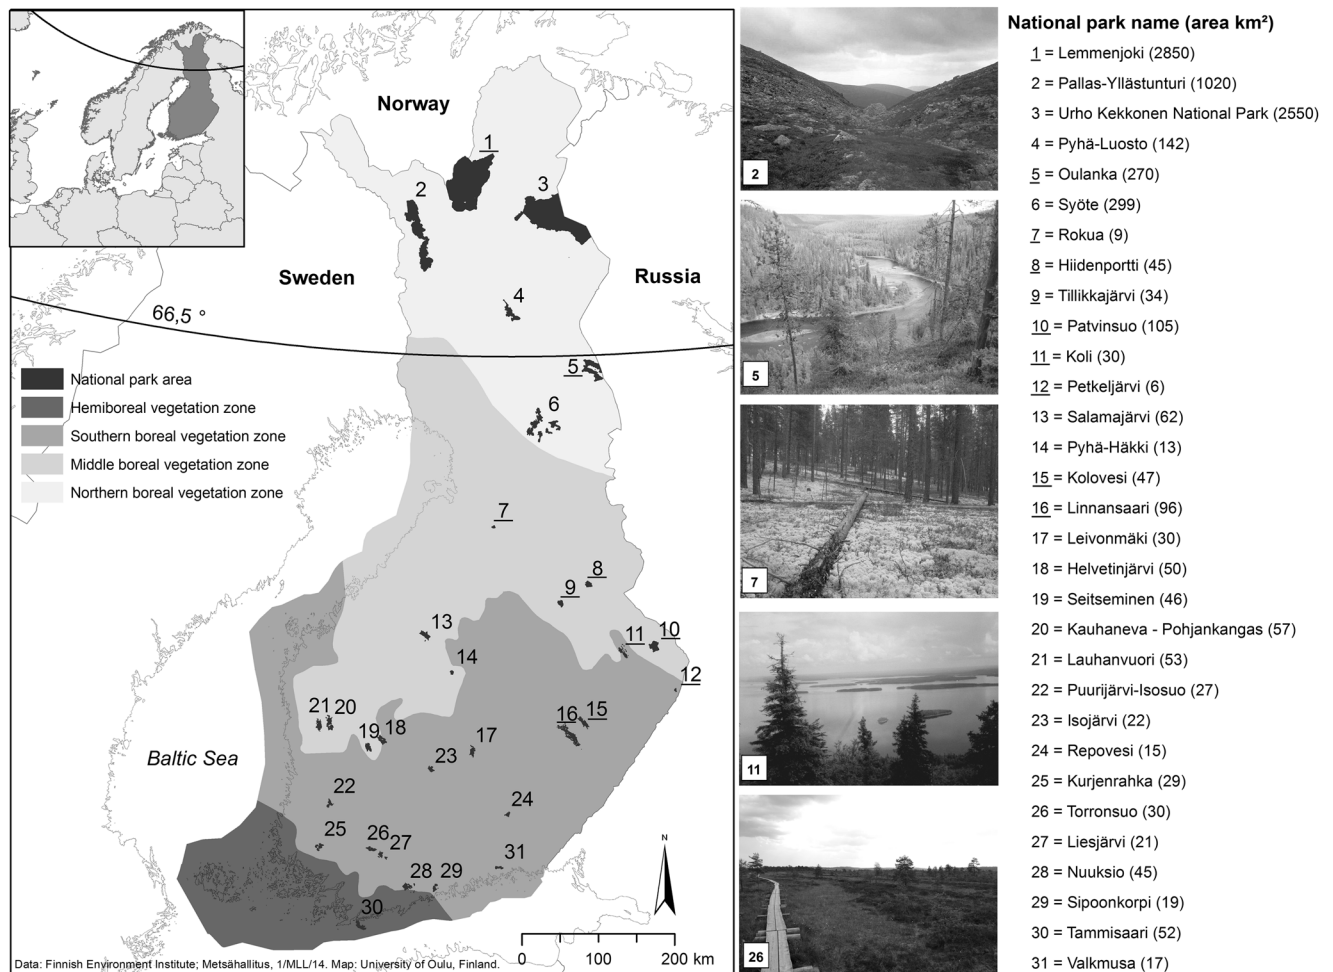 Norway
Sweden
Russia
Baltic Sea
66,5 °
1
2
3
4
5
6
7
8
9
10
11
12
13
14
15
16
17
18
19
20
21
22
23
24
25
26
27
28
29
30
31
National park area
Hemiboreal vegetation zone
Southern boreal vegetation zone
Middle boreal vegetation zone
Northern boreal vegetation zone
N
0 100 200 km
Data: Finnish Environment Institute; Metsähallitus, 1/MLL/14. Map: University of Oulu, Finland.
2
5
7
11
26
National park name (area km²)
1 = Lemmenjoki (2850)
2 = Pallas-Yllästunturi (1020)
3 = Urho Kekkonen National Park (2550)
4 = Pyhä-Luosto (142)
5 = Oulanka (270)
6 = Syöte (299)
7 = Rokua (9)
8 = Hiidenportti (45)
9 = Tillikkajärvi (34)
10 = Patvinsuo (105)
11 = Koli (30)
12 = Petkeljärvi (6)
13 = Salamajärvi (62)
14 = Pyhä-Häkki (13)
15 = Kolovesi (47)
16 = Linnansaari (96)
17 = Leivonmäki (30)
18 = Helvetinjärvi (50)
19 = Seitseminen (46)
20 = Kauhaneva - Pohjankangas (57)
21 = Lauhanvuori (53)
22 = Puurijärvi-Isosuo (27)
23 = Isojärvi (22)
24 = Repovesi (15)
25 = Kurjenrahka (29)
26 = Torronsuo (30)
27 = Liesjärvi (21)
28 = Nuuksio (45)
29 = Sipoonkorpi (19)
30 = Tammisaari (52)
31 = Valkmusa (17)